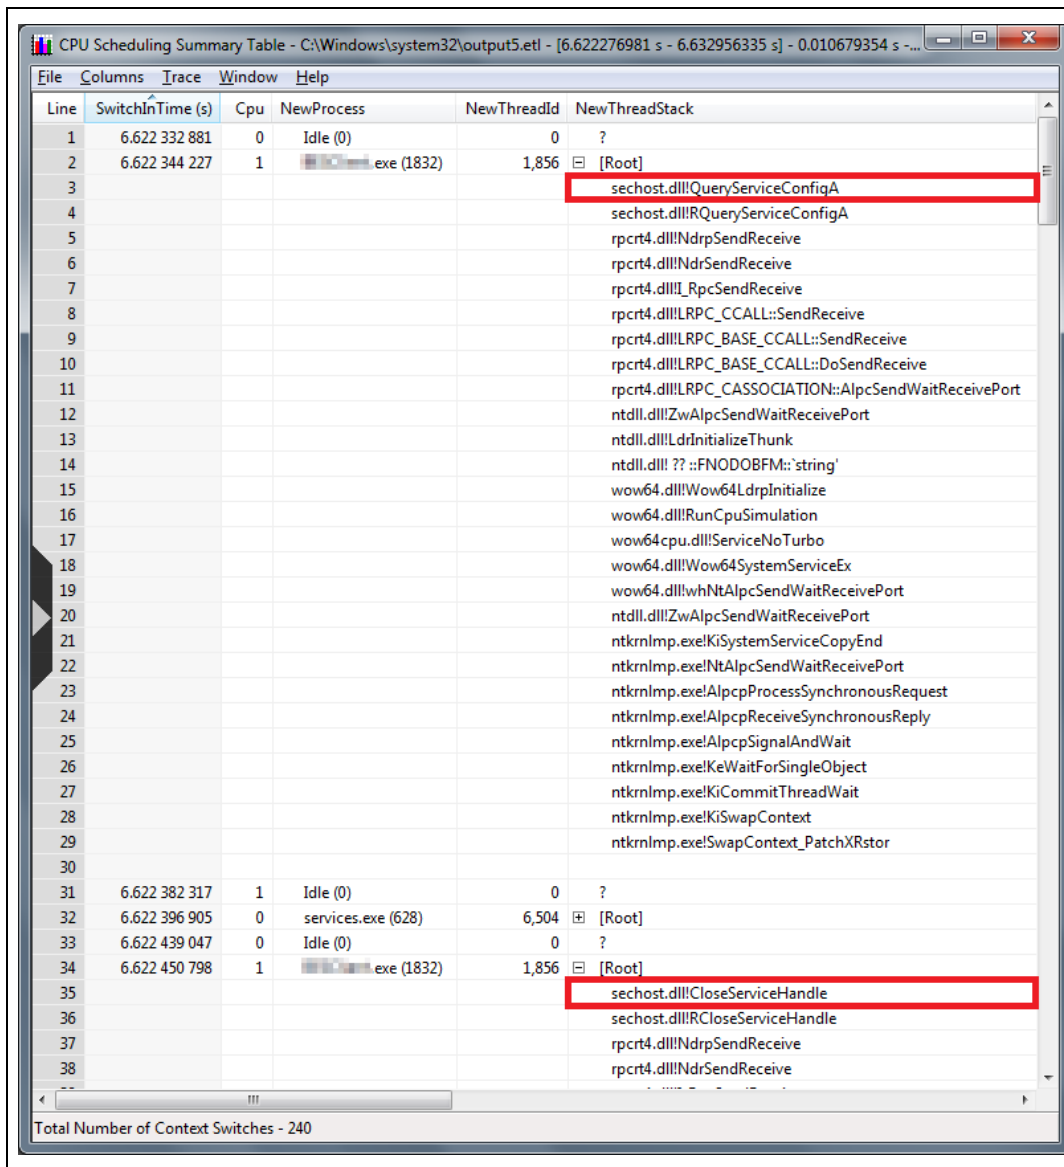 CPU Scheduling Summary Table - C:\Windows\system32\output5.etl - [6.622276981 s - 6.632956335 s] - 0.010679354 s -...
File Columns Trace Window Help
Line SwitchInTime (s) Cpu NewProcess NewThreadId NewThreadStack
1 6.622 332 881 0 Idle (0) 0 ?
2 6.622 344 227 1 .exe (1832) 1,856 [Root]
3 sechost.dll!QueryServiceConfigA
4 sechost.dll!RQueryServiceConfigA
5 rpcrt4.dll!NdrpSendReceive
6 rpcrt4.dll!NdrSendReceive
7 rpcrt4.dll!I_RpcSendReceive
8 rpcrt4.dll!LRPC_CCALL::SendReceive
9 rpcrt4.dll!LRPC_BASE_CCALL::SendReceive
10 rpcrt4.dll!LRPC_BASE_CCALL::DoSendReceive
11 rpcrt4.dll!LRPC_CASSOCIATION::AlpcSendWaitReceivePort
12 ntdll.dll!ZwAlpcSendWaitReceivePort
13 ntdll.dll!LdrInitializeThunk
14 ntdll.dll! ?? ::FNODOBFM::`string'
15 wow64.dll!Wow64LdrpInitialize
16 wow64.dll!RunCpuSimulation
17 wow64cpu.dll!ServiceNoTurbo
18 wow64.dll!Wow64SystemServiceEx
19 wow64.dll!whNtAlpcSendWaitReceivePort
20 ntdll.dll!ZwAlpcSendWaitReceivePort
21 ntkrnlmp.exe!KiSystemServiceCopyEnd
22 ntkrnlmp.exe!NtAlpcSendWaitReceivePort
23 ntkrnlmp.exe!AlpcpProcessSynchronousRequest
24 ntkrnlmp.exe!AlpcpReceiveSynchronousReply
25 ntkrnlmp.exe!AlpcpSignalAndWait
26 ntkrnlmp.exe!KeWaitForSingleObject
27 ntkrnlmp.exe!KiCommitThreadWait
28 ntkrnlmp.exe!KiSwapContext
29 ntkrnlmp.exe!SwapContext_PatchXRstor
30
31 6.622 382 317 1 Idle (0) 0 ?
32 6.622 396 905 0 services.exe (628) 6,504 [Root]
33 6.622 439 047 0 Idle (0) 0 ?
34 6.622 450 798 1 .exe (1832) 1,856 [Root]
35 sechost.dll!CloseServiceHandle
36 sechost.dll!RCloseServiceHandle
37 rpcrt4.dll!NdrpSendReceive
38 rpcrt4.dll!NdrSendReceive
Total Number of Context Switches - 240